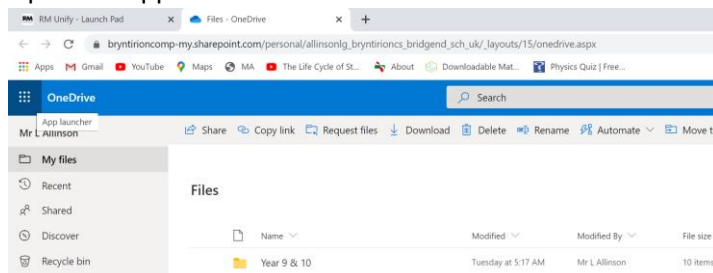 RM Unify - Launch Pad
Files - OneDrive
bryntirioncomp-my.sharepoint.com/personal/allinsonlg_bryntirioncs_bridgend_sch_uk/_layouts/15/onedrive.aspx
Apps Gmail YouTube Maps MA The Life Cycle of St... About Downloadable Mat... Physics Quiz | Free...
OneDrive Search
App launcher
Mr L Allinson Share Copy link Request files Download Delete Rename Automate Move t
My files
Recent
Files
Shared
Discover Name Modified Modified By File size
Recycle bin Year 9 & 10 Tuesday at 5:17 AM Mr L Allinson 10 items